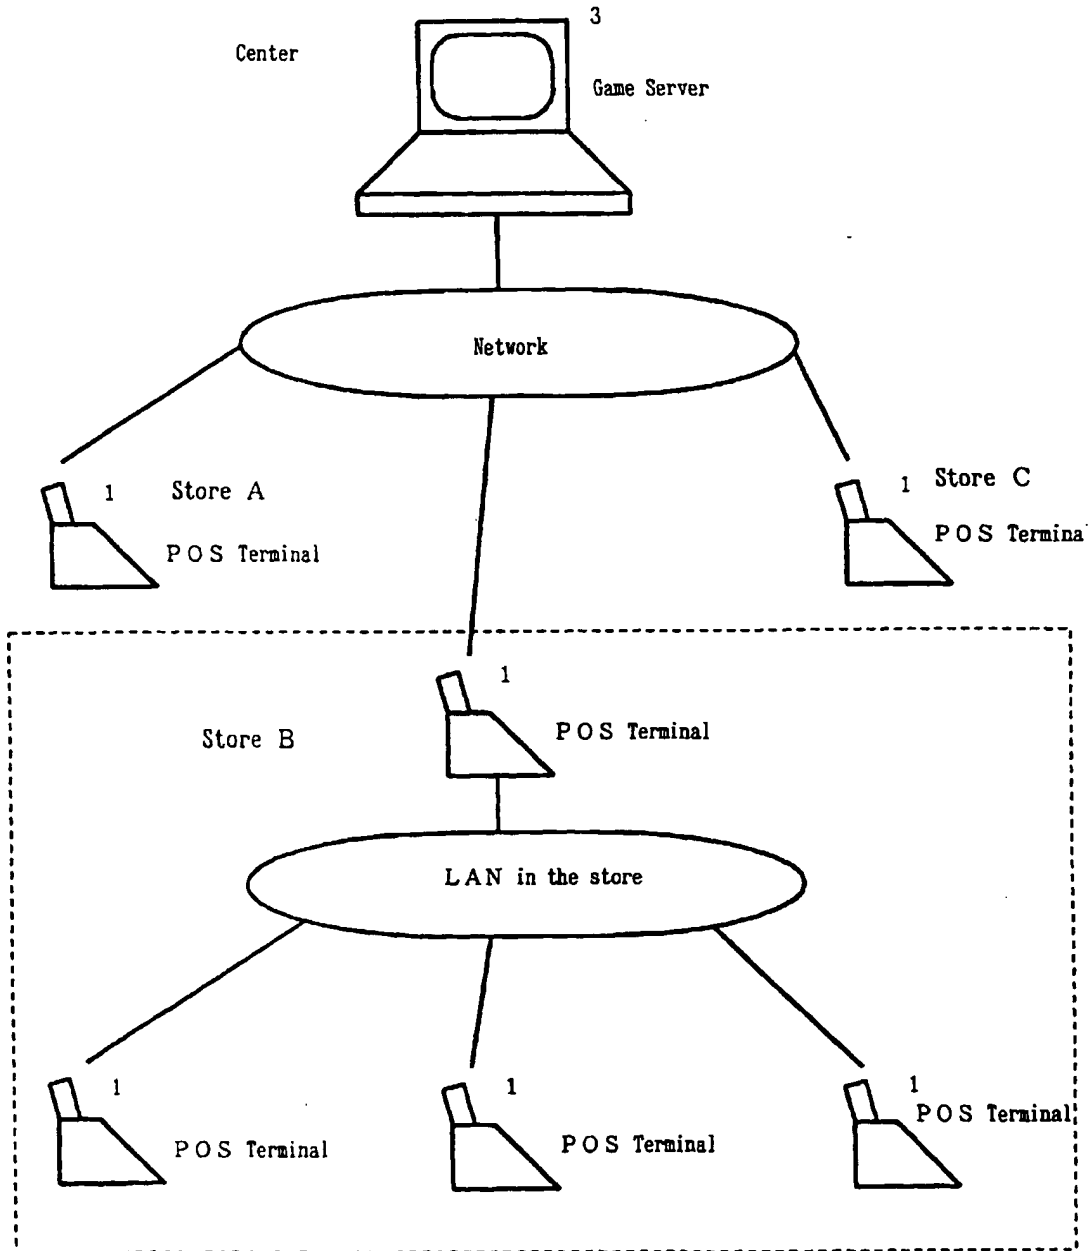 3
Center
Game Server
Network
1
Store A
POS Terminal
1
Store C
POS Termina
1
POS Terminal
Store B
LAN in the store
1
POS Terminal
1
POS Terminal
1
POS Terminal